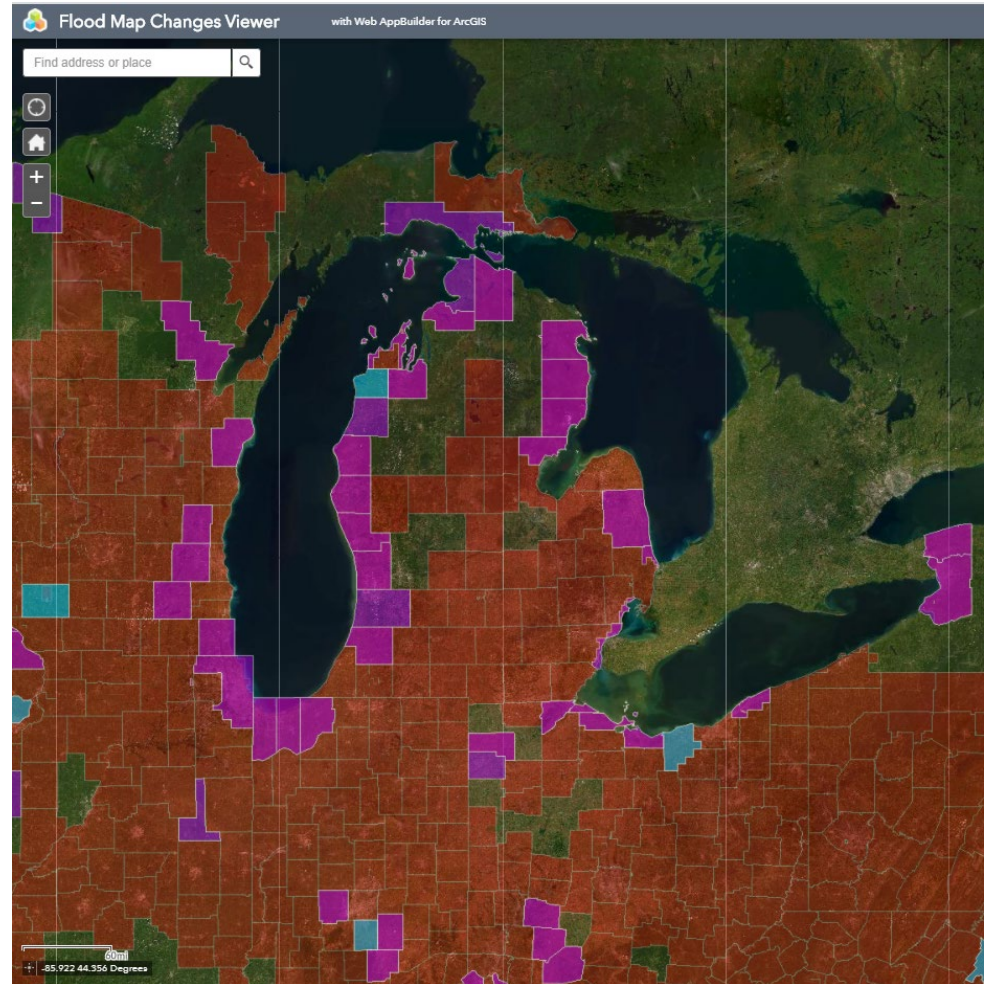 Flood Map Changes Viewer with Web AppBuilder for ArcGIS
Find address or place
+
−
60mi
-85.922 44.356 Degrees